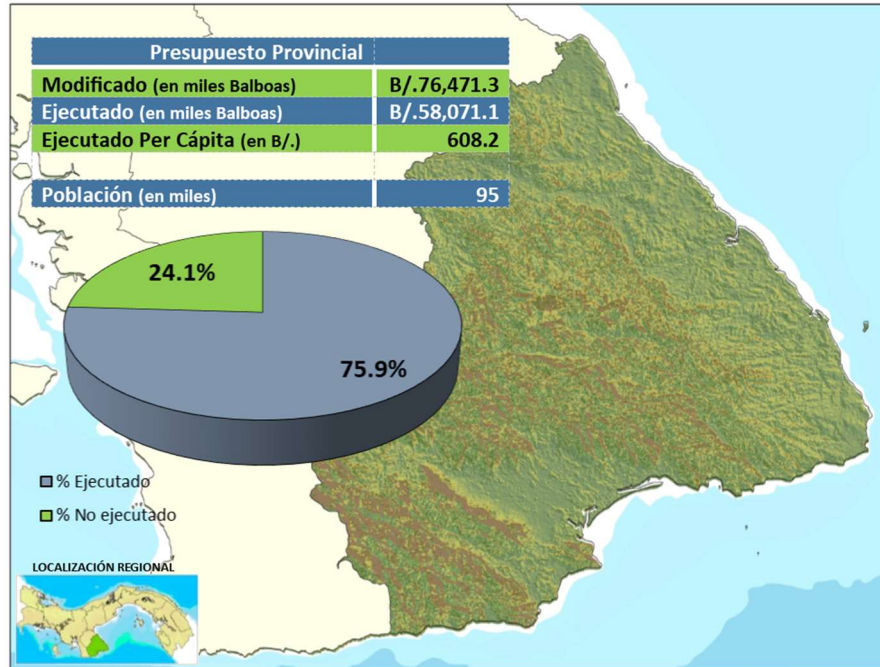 Presupuesto Provincial
Modificado (en miles Balboas) B/.76,471.3
Ejecutado (en miles Balboas) B/.58,071.1
Ejecutado Per Cápita (en B/.) 608.2
Población (en miles) 95
24.1%
75.9%
% Ejecutado
% No ejecutado
LOCALIZACIÓN REGIONAL